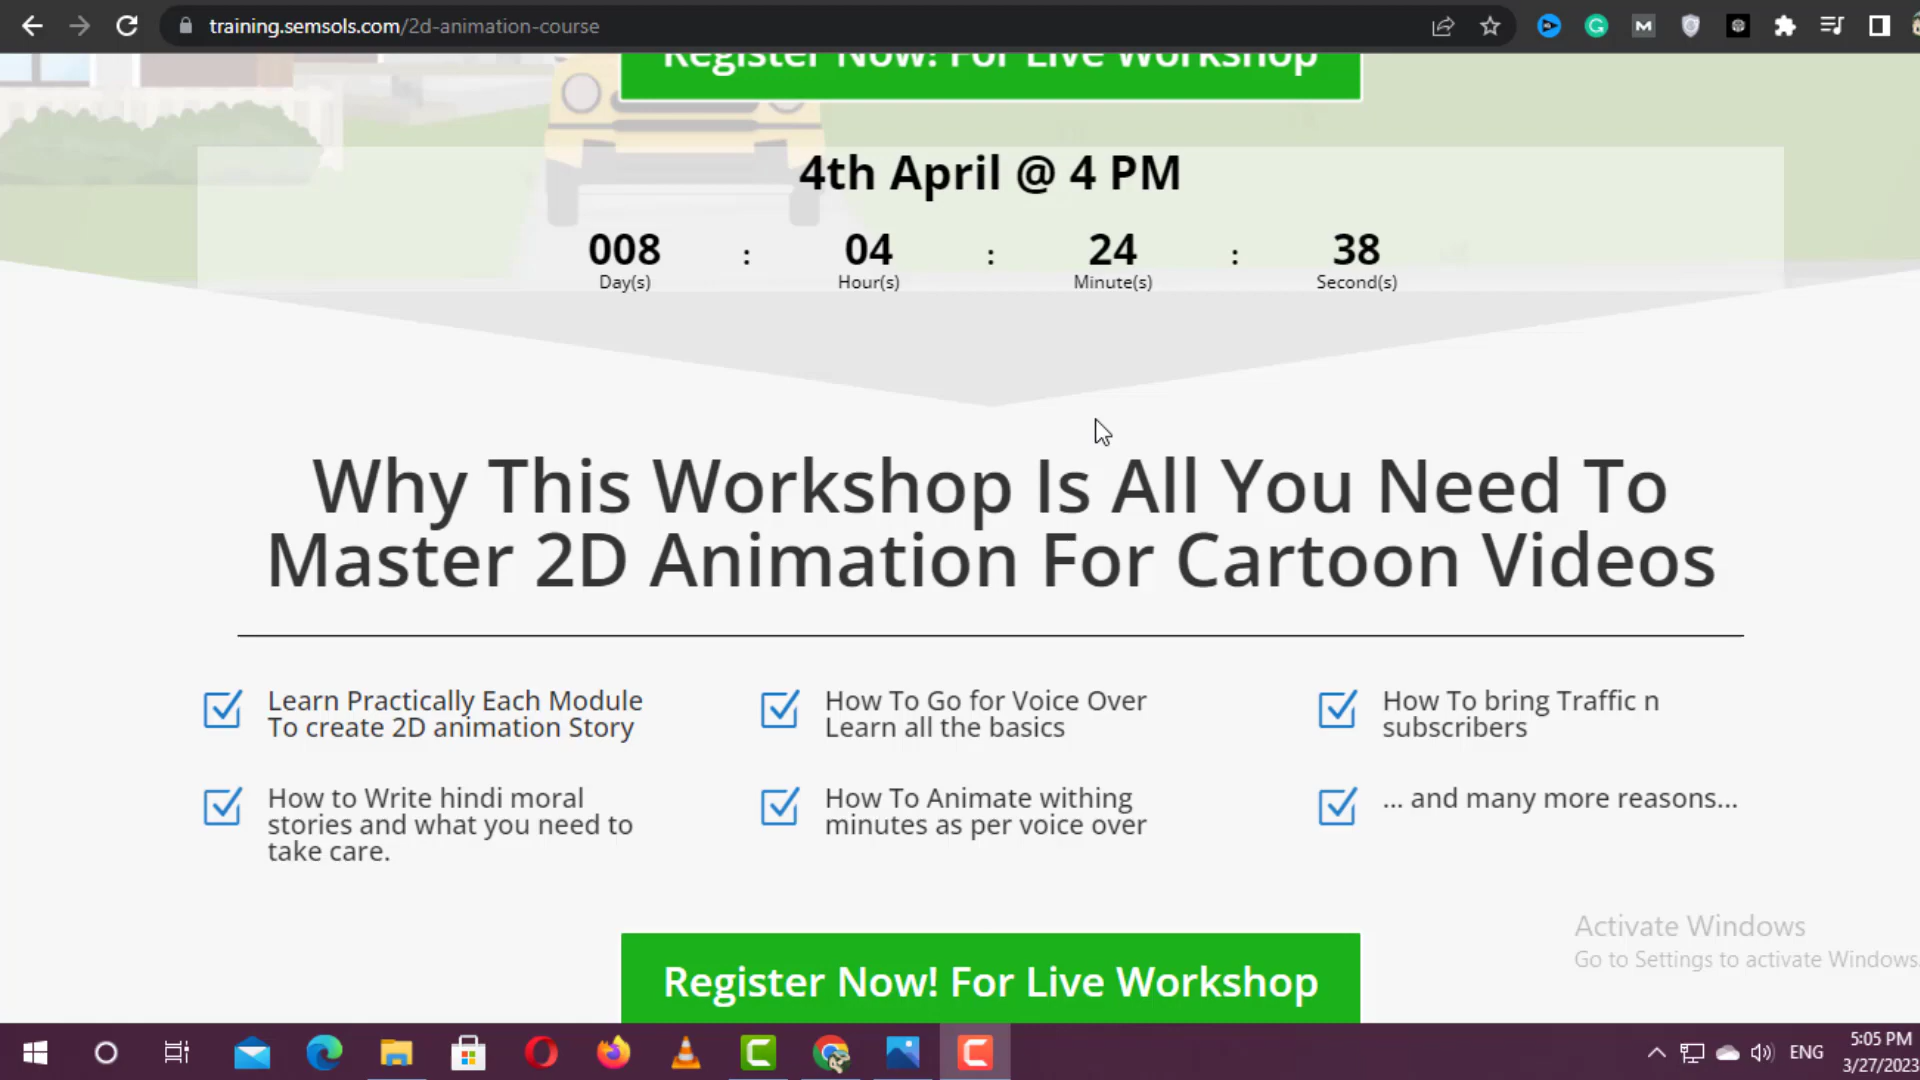 training.semsols.com/2d-animation-course
Register Now! For Live Workshop
4th April @ 4 PM
008 : 04 : 24 : 38
Day(s) Hour(s) Minute(s) Second(s)
Why This Workshop Is All You Need To
Master 2D Animation For Cartoon Videos
Learn Practically Each Module
To create 2D animation Story
How To Go for Voice Over
Learn all the basics
How To bring Traffic n
subscribers
How to Write hindi moral
stories and what you need to
take care.
How To Animate withing
minutes as per voice over
... and many more reasons...
Activate Windows
Go to Settings to activate Windows.
Register Now! For Live Workshop
ENG
5:05 PM
3/27/2023